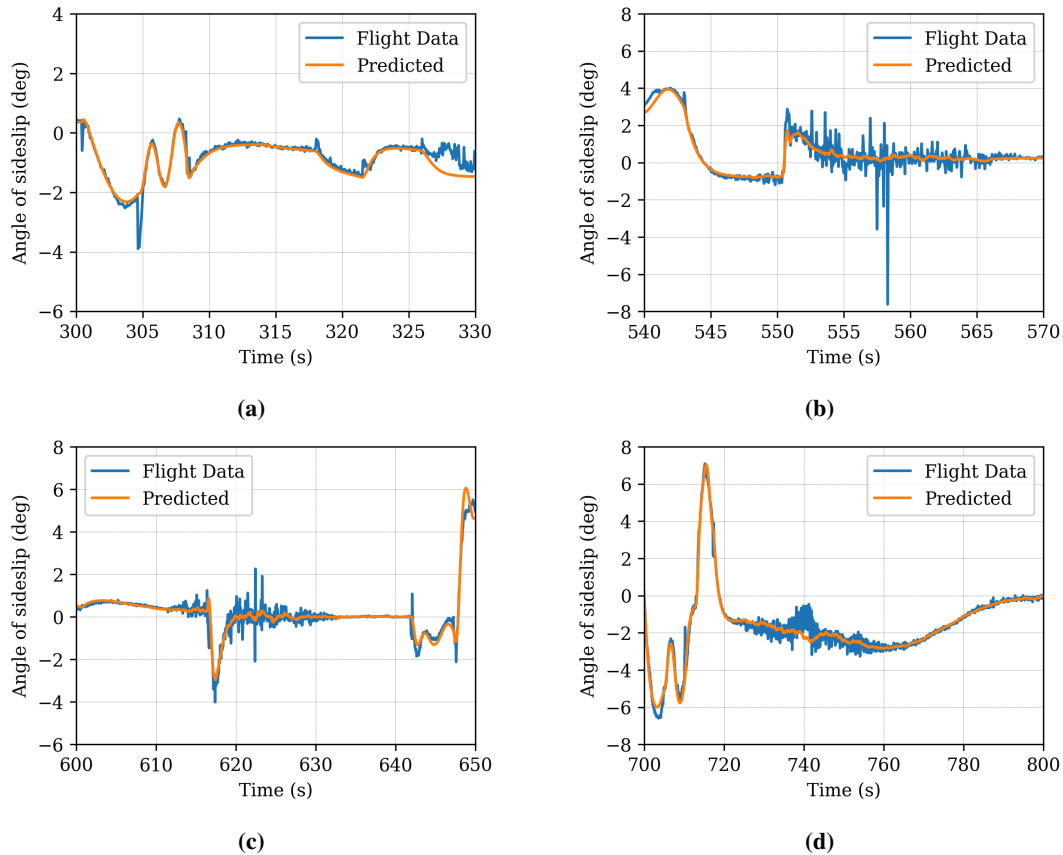 4
2
0
−2
−4
−6
Angle of sideslip (deg)
300 305 310 315 320 325 330
Time (s)
Flight Data
Predicted
(a)
8
6
4
2
0
−2
−4
−6
−8
Angle of sideslip (deg)
540 545 550 555 560 565 570
Time (s)
Flight Data
Predicted
(b)
8
6
4
2
0
−2
−4
−6
Angle of sideslip (deg)
600 610 620 630 640 650
Time (s)
Flight Data
Predicted
(c)
8
6
4
2
0
−2
−4
−6
−8
Angle of sideslip (deg)
700 720 740 760 780 800
Time (s)
Flight Data
Predicted
(d)